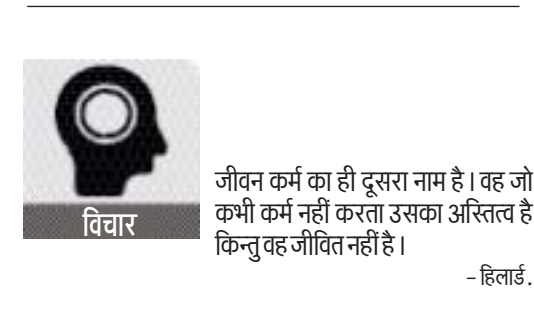 विचार
जीवन कर्म का ही दूसरा नाम है। वह जो
कभी कर्म नहीं करता उसका अस्तित्व है
किन्तु वह जीवित नहीं है।
– हिलार्ड.